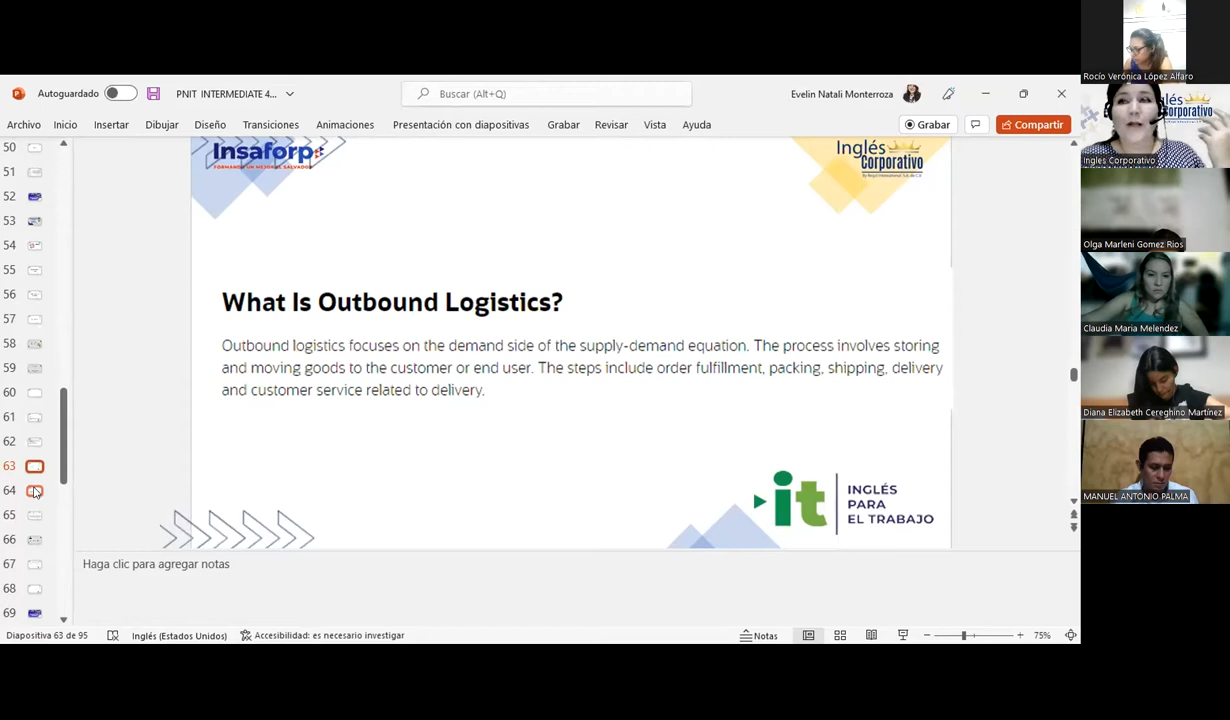 Rocío Verónica López Alfaro
Autoguardado
PNIT INTERMEDIATE 4...
Buscar (Alt+Q)
Evelin Natali Monterroza
Inglés
Corporativo
Ingles Corporativo
Archivo Inicio Insertar Dibujar Diseño Transiciones Animaciones Presentación con diapositivas Grabar Revisar Vista Ayuda
Grabar
Compartir
50
51
52
53
54
55
56
57
58
59
60
61
62
63
64
65
66
67
68
69
Insaforp
Inglés
Corporativo
What Is Outbound Logistics?
Outbound logistics focuses on the demand side of the supply-demand equation. The process involves storing
and moving goods to the customer or end user. The steps include order fulfillment, packing, shipping, delivery
and customer service related to delivery.
it
INGLÉS
PARA
EL TRABAJO
Olga Marleni Gomez Rios
Claudia Maria Melendez
Diana Elizabeth Cereghino Martínez
MANUEL ANTONIO PALMA
Haga clic para agregar notas
Diapositiva 63 de 95
Inglés (Estados Unidos)
Accesibilidad: es necesario investigar
Notas
75%